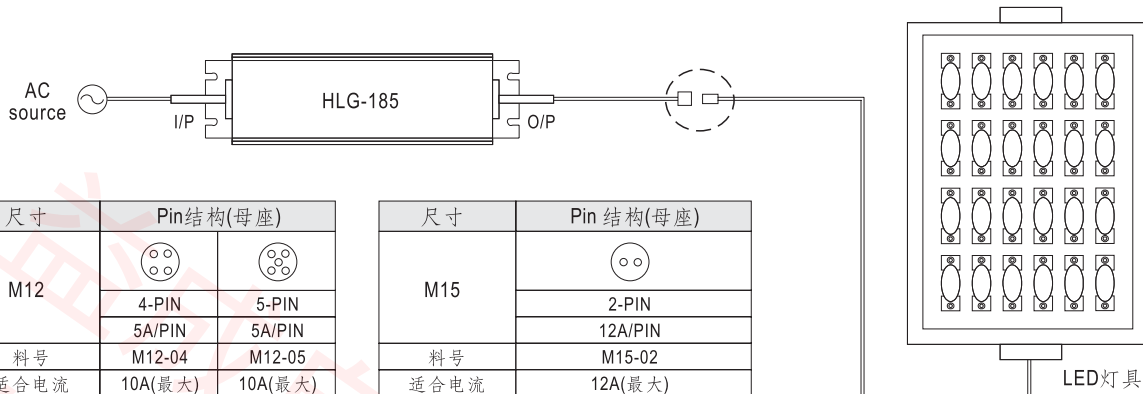 AC
source
I/P
HLG-185
O/P
尺寸 Pin结构(母座)
M12
4-PIN 5-PIN
5A/PIN 5A/PIN
料号 M12-04 M12-05
适合电流 10A(最大) 10A(最大)
尺寸 Pin 结构(母座)
M15
2-PIN
12A/PIN
料号 M15-02
适合电流 12A(最大)
LED灯具
益成